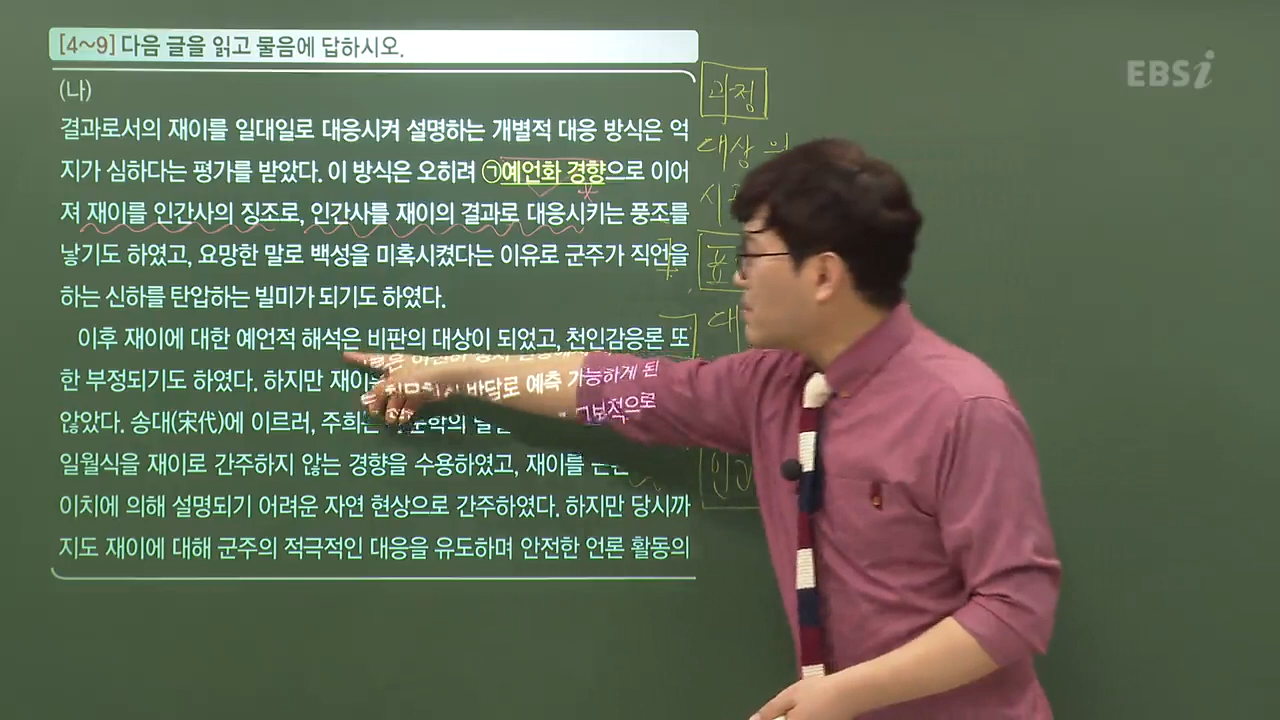 [4~9] 다음 글을 읽고 물음에 답하시오.
EBSi
(나)
결과로서의 재이를 일대일로 대응시켜 설명하는 개별적 대응 방식은 억
지가 심하다는 평가를 받았다. 이 방식은 오히려 ㉠예언화 경향으로 이어
져 재이를 인간사의 징조로, 인간사를 재이의 결과로 대응시키는 풍조를
낳기도 하였고, 요망한 말로 백성을 미혹시켰다는 이유로 군주가 직언을
하는 신하를 탄압하는 빌미가 되기도 하였다.
이후 재이에 대한 예언적 해석은 비판의 대상이 되었고, 천인감응론 또
한 부정되기도 하였다. 하지만 재이
않았다. 송대(宋代)에 이르러, 주희는
일월식을 재이로 간주하지 않는 경향을 수용하였고, 재이를
이치에 의해 설명되기 어려운 자연 현상으로 간주하였다. 하지만 당시까
지도 재이에 대해 군주의 적극적인 대응을 유도하며 안전한 언론 활동의
예측 가능하게 된
과정
대상